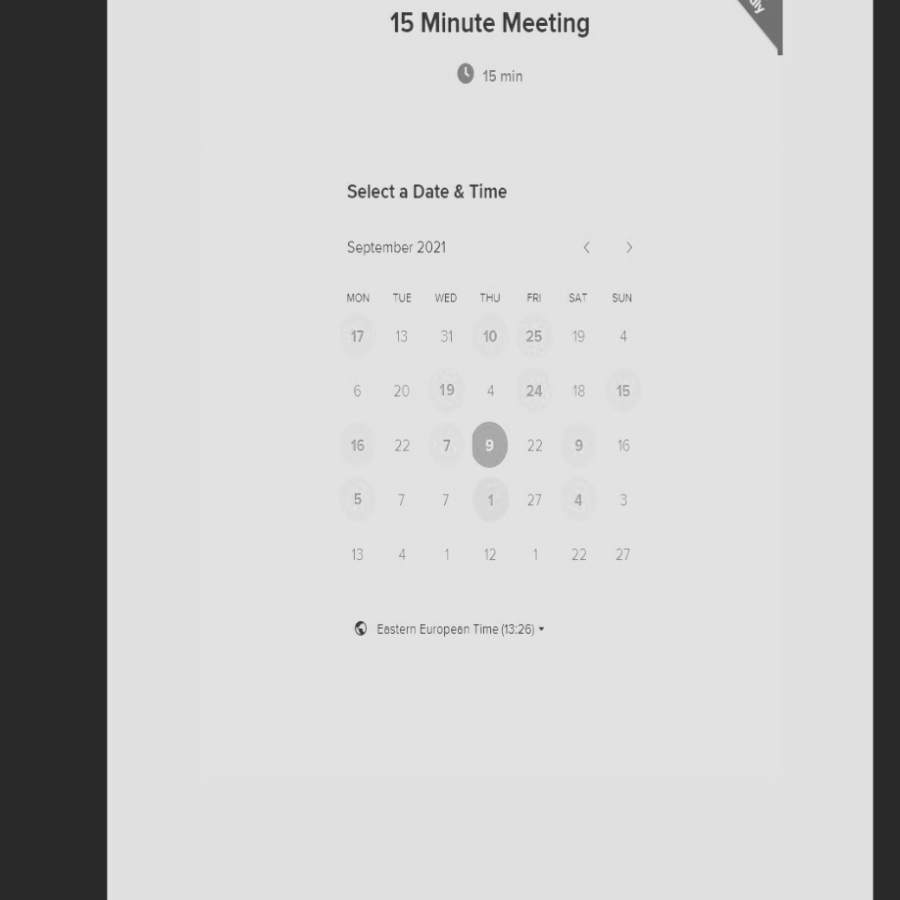 15 Minute Meeting
15 min
Select a Date & Time
September 2021
MON TUE WED THU FRI SAT SUN
17 13 31 10 25 19 4
6 20 19 4 24 18 15
16 22 7 9 22 9 16
5 7 7 1 27 4 3
13 4 1 12 1 22 27
Eastern European Time (13:26)